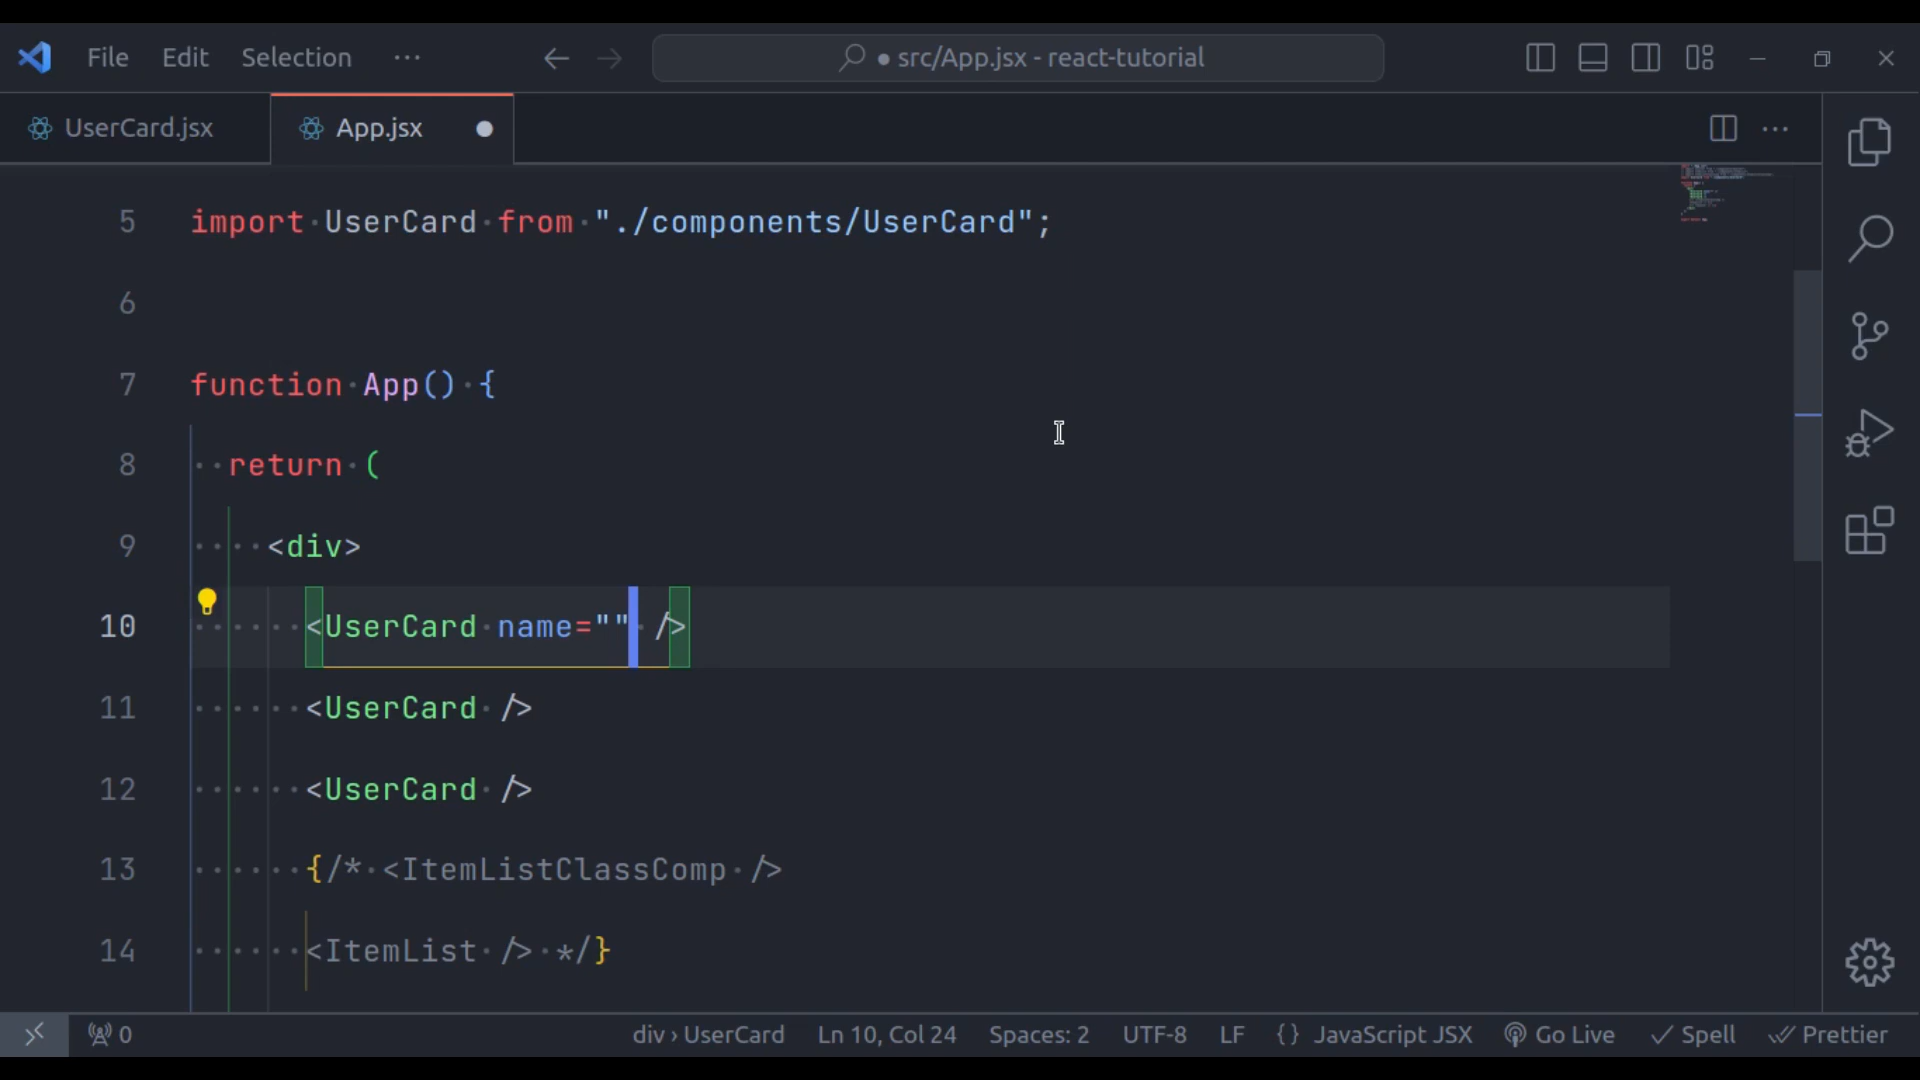 File Edit Selection ··· ● src/App.jsx - react-tutorial
UserCard.jsx App.jsx
5 import UserCard from "./components/UserCard";
6
7 function App() {
8 return (
9 <div>
10 <UserCard name="" />
11 <UserCard />
12 <UserCard />
13 {/* <ItemListClassComp />
14 <ItemList /> */}
0 div › UserCard Ln 10, Col 24 Spaces: 2 UTF-8 LF {} JavaScript JSX Go Live Spell Prettier